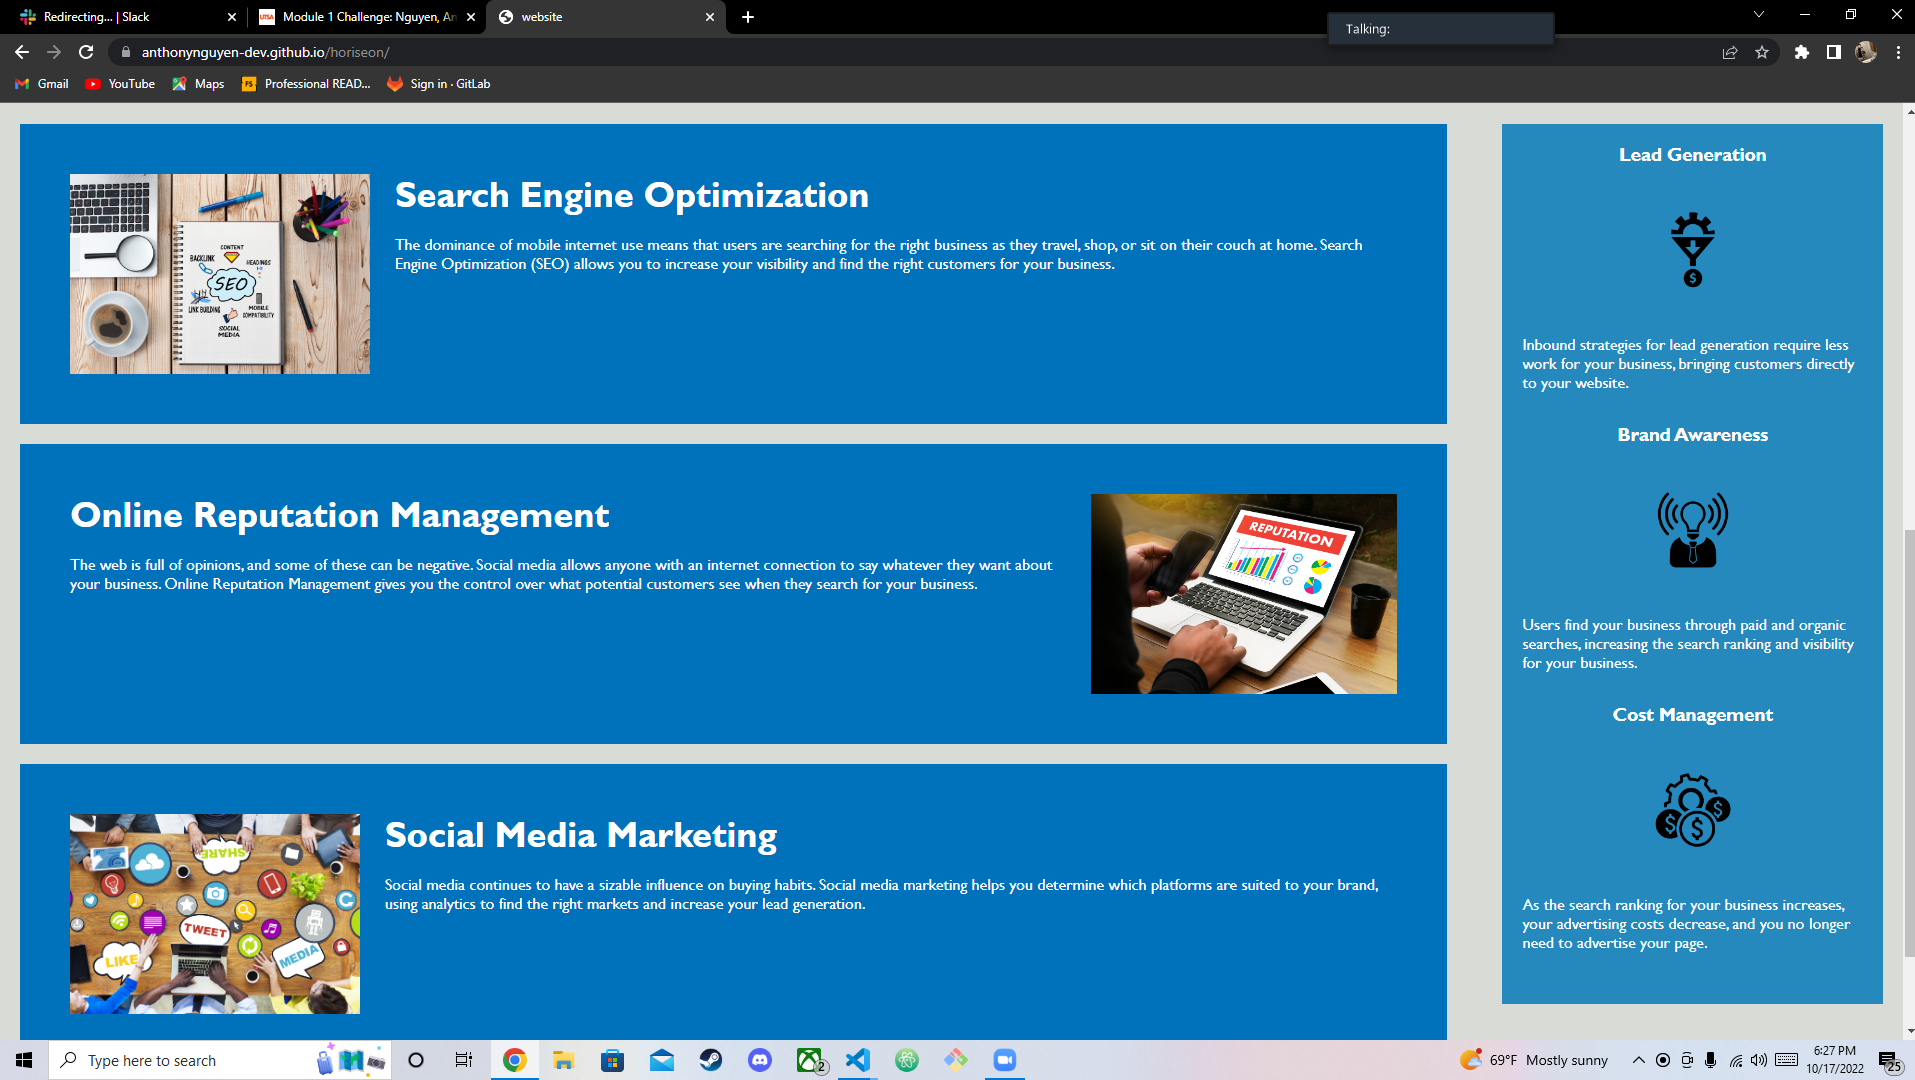 Redirecting... | Slack
Module 1 Challenge: Nguyen, An
website
Talking:
anthonynguyen-dev.github.io/horiseon/
Gmail
YouTube
Maps
FS
Professional READ...
Sign in · GitLab
CONTENT
BACKLINK
HEADINGS
SEO
LINK BUILDING
MOBILE
COMPATIBILITY
SOCIAL
MEDIA
Search Engine Optimization
The dominance of mobile internet use means that users are searching for the right business as they travel, shop, or sit on their couch at home. Search
Engine Optimization (SEO) allows you to increase your visibility and find the right customers for your business.
Online Reputation Management
The web is full of opinions, and some of these can be negative. Social media allows anyone with an internet connection to say whatever they want about
your business. Online Reputation Management gives you the control over what potential customers see when they search for your business.
REPUTATION
SHARE
TWEET
LIKE
MEDIA
Social Media Marketing
Social media continues to have a sizable influence on buying habits. Social media marketing helps you determine which platforms are suited to your brand,
using analytics to find the right markets and increase your lead generation.
Lead Generation
$
Inbound strategies for lead generation require less
work for your business, bringing customers directly
to your website.
Brand Awareness
Users find your business through paid and organic
searches, increasing the search ranking and visibility
for your business.
Cost Management
$ $ $
As the search ranking for your business increases,
your advertising costs decrease, and you no longer
need to advertise your page.
Type here to search
2
69°F Mostly sunny
6:27 PM
10/17/2022
25